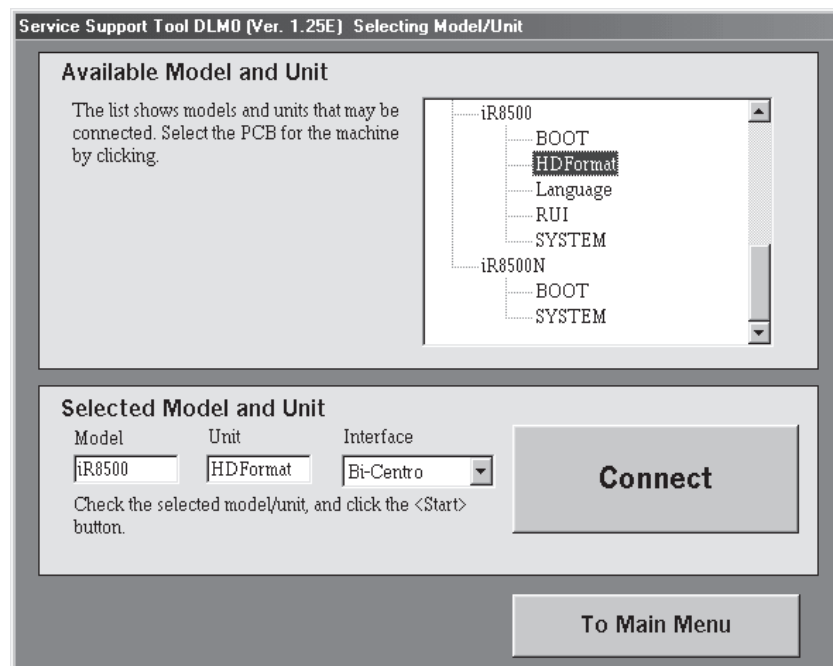 Service Support Tool DLM0 (Ver. 1.25E) Selecting Model/Unit
Available Model and Unit
The list shows models and units that may be
connected. Select the PCB for the machine
by clicking.
iR8500
BOOT
HDFormat
Language
RUI
SYSTEM
iR8500N
BOOT
SYSTEM
Selected Model and Unit
Model Unit Interface
iR8500 HDFormat Bi-Centro
Check the selected model/unit, and click the <Start>
button.
Connect
To Main Menu